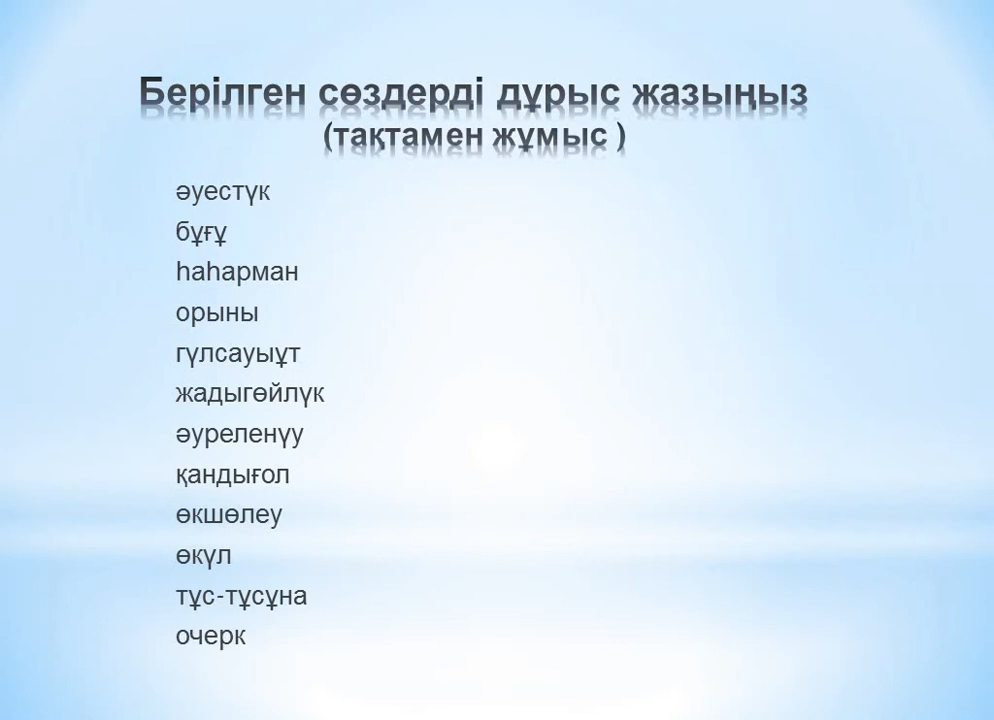 Берілген сөздерді дұрыс жазыңыз
(тақтамен жұмыс )
әуестүк
бұғұ
һаһарман
орыны
гүлсауыұт
жадыгөйлүк
әуреленүу
қандығол
өкшөлеу
өкүл
тұс-тұсұна
очерк